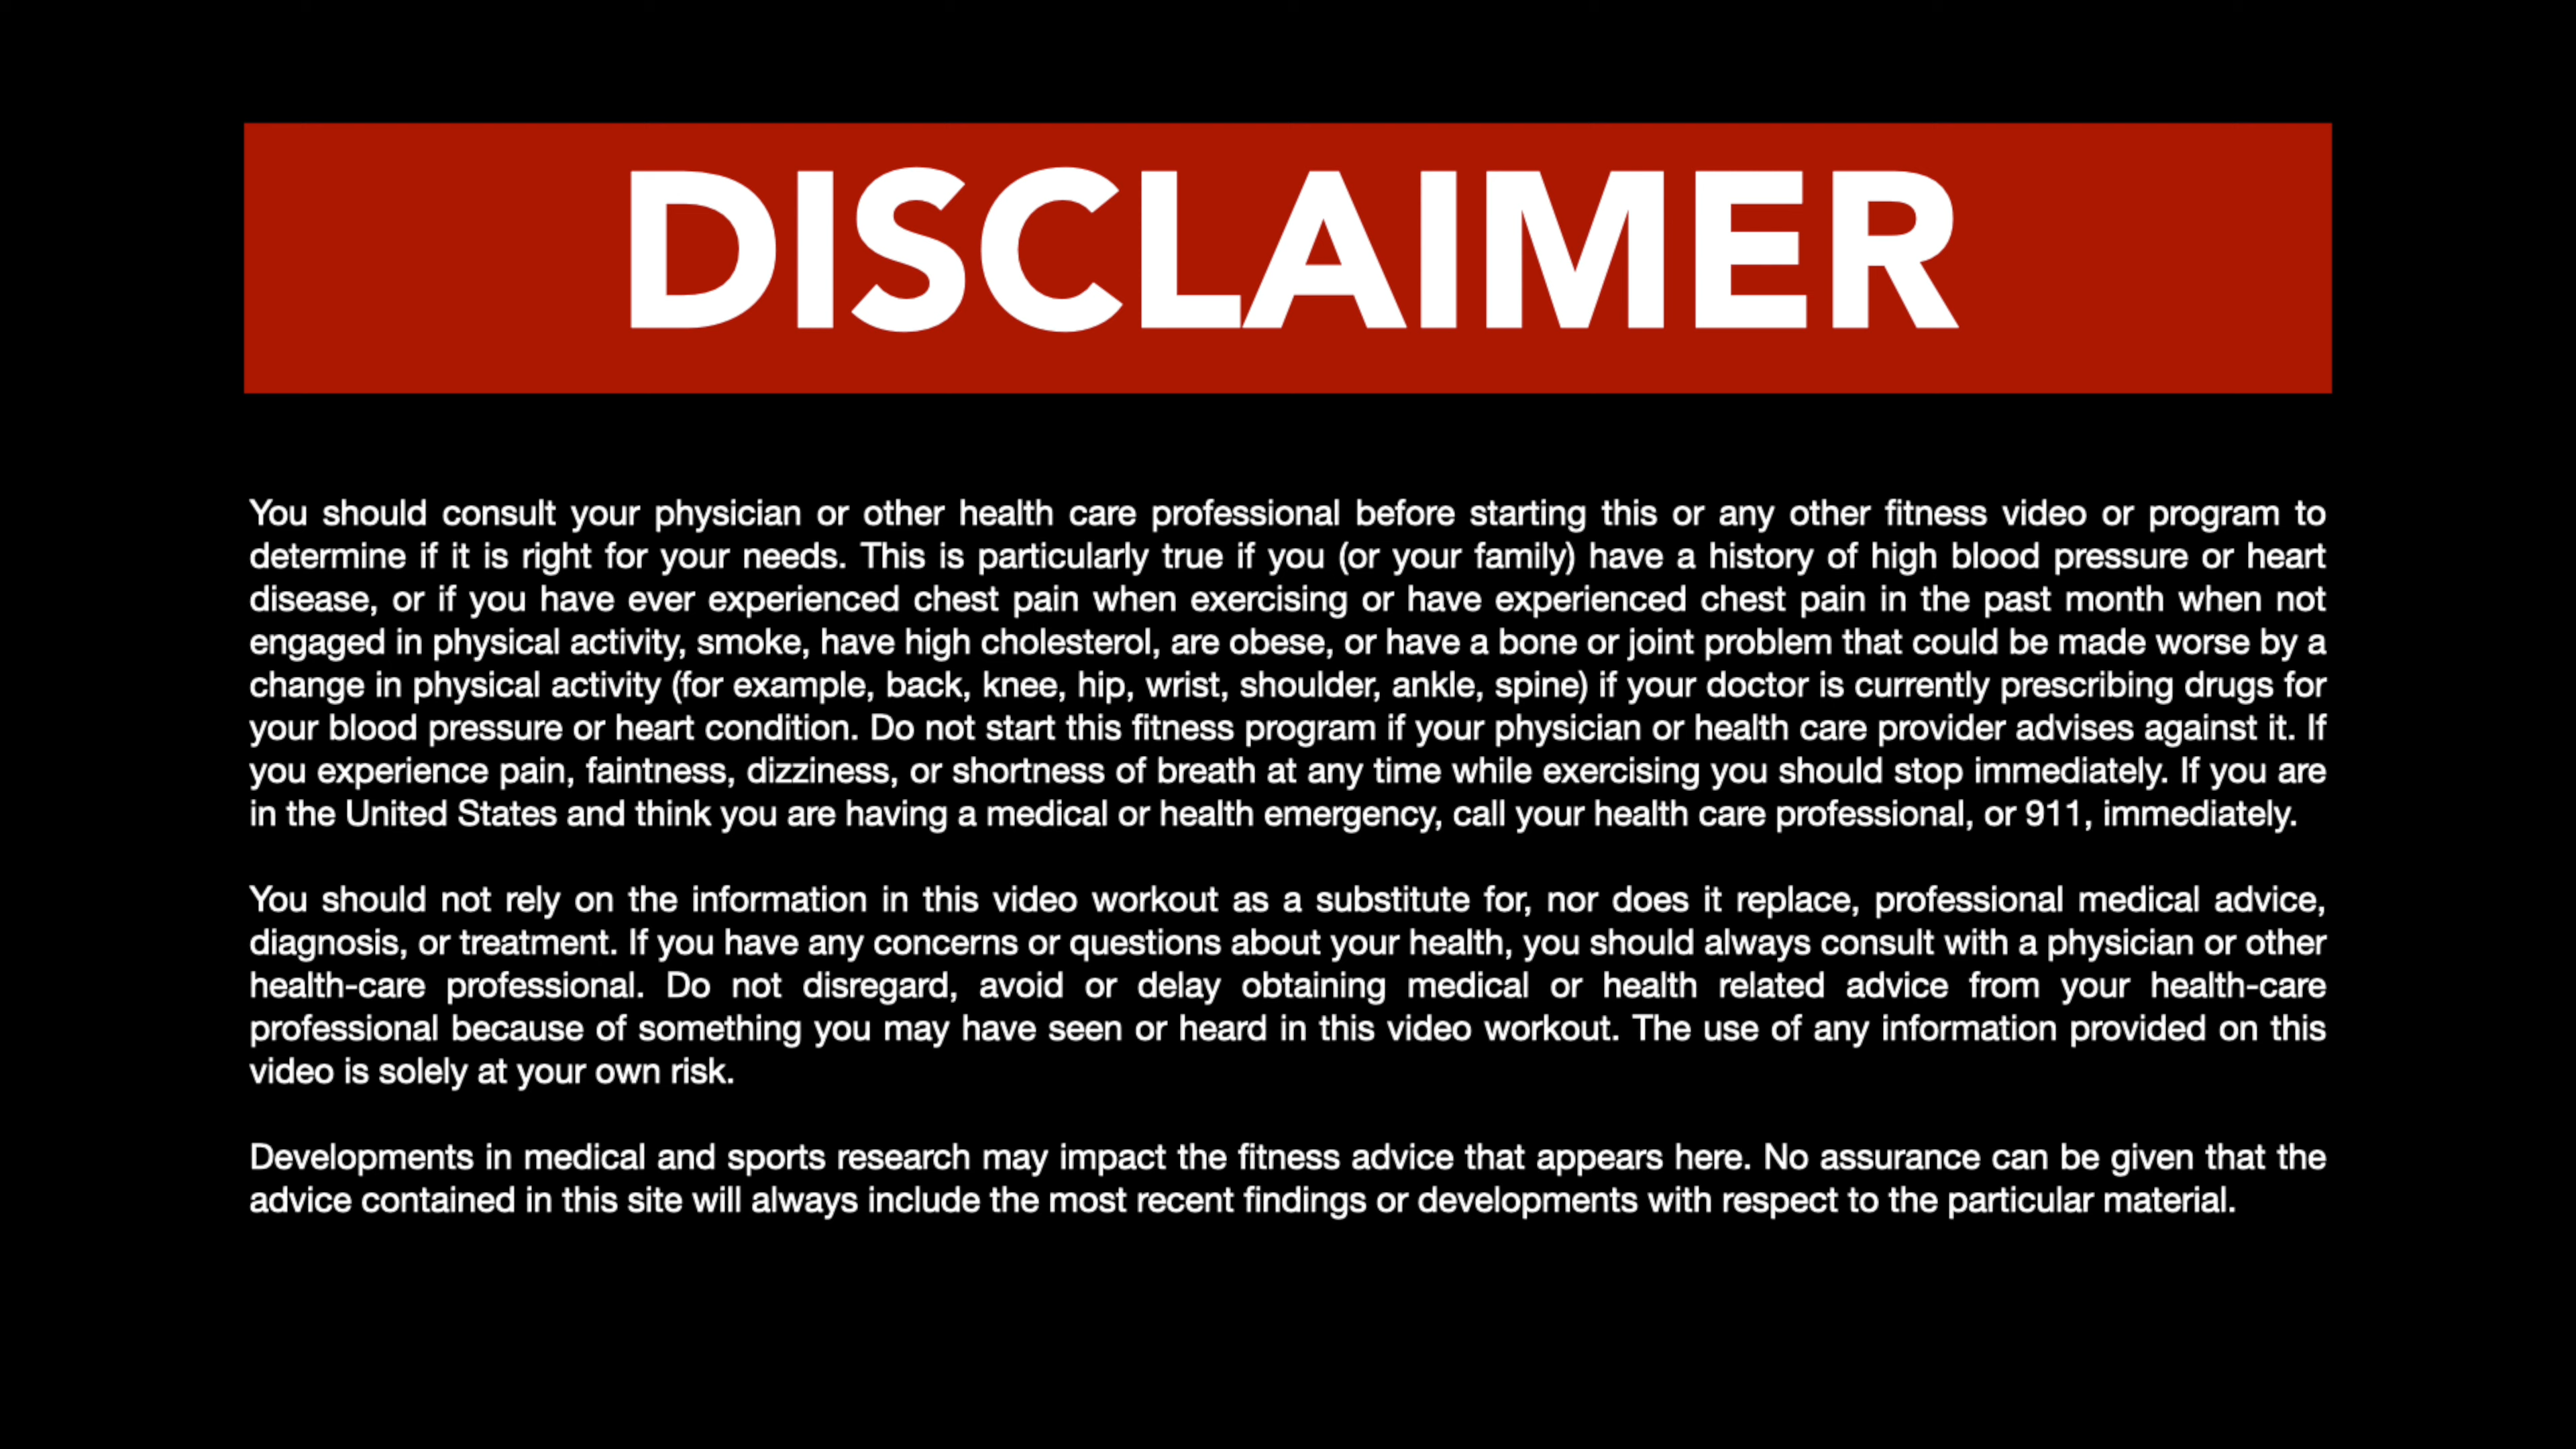 DISCLAIMER
You should consult your physician or other health care professional before starting this or any other fitness video or program to
determine if it is right for your needs. This is particularly true if you (or your family) have a history of high blood pressure or heart
disease, or if you have ever experienced chest pain when exercising or have experienced chest pain in the past month when not
engaged in physical activity, smoke, have high cholesterol, are obese, or have a bone or joint problem that could be made worse by a
change in physical activity (for example, back, knee, hip, wrist, shoulder, ankle, spine) if your doctor is currently prescribing drugs for
your blood pressure or heart condition. Do not start this fitness program if your physician or health care provider advises against it. If
you experience pain, faintness, dizziness, or shortness of breath at any time while exercising you should stop immediately. If you are
in the United States and think you are having a medical or health emergency, call your health care professional, or 911, immediately.
You should not rely on the information in this video workout as a substitute for, nor does it replace, professional medical advice,
diagnosis, or treatment. If you have any concerns or questions about your health, you should always consult with a physician or other
health-care professional. Do not disregard, avoid or delay obtaining medical or health related advice from your health-care
professional because of something you may have seen or heard in this video workout. The use of any information provided on this
video is solely at your own risk.
Developments in medical and sports research may impact the fitness advice that appears here. No assurance can be given that the
advice contained in this site will always include the most recent findings or developments with respect to the particular material.